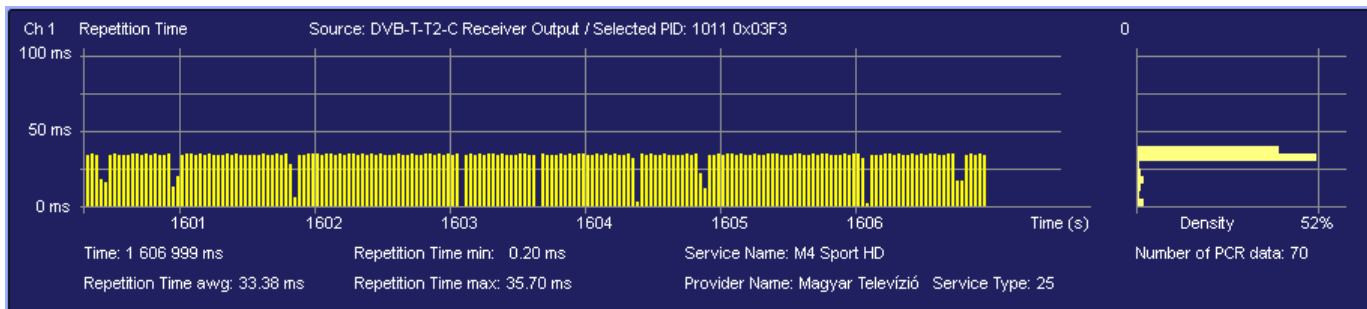 Ch 1 Repetition Time Source: DVB-T-T2-C Receiver Output / Selected PID: 1011 0x03F3 0
100 ms
50 ms
0 ms
1601 1602 1603 1604 1605 1606 Time (s) Density 52%
Time: 1 606 999 ms Repetition Time min: 0.20 ms Service Name: M4 Sport HD Number of PCR data: 70
Repetition Time awg: 33.38 ms Repetition Time max: 35.70 ms Provider Name: Magyar Televízió Service Type: 25